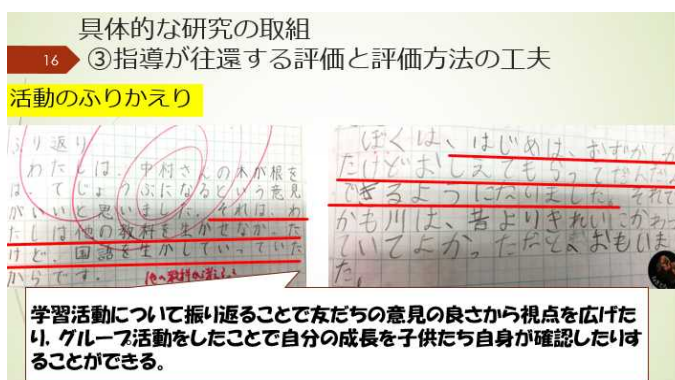 具体的な研究の取組
16
③指導が往還する評価と評価方法の工夫
活動のふりかえり
ふり返り
わたしは、中村さんの木が根を
は、てじょうぶになるという意見
がいいと思いました。それは、わ
たしは他の教科を生かせなか、た
けど、国語を生かしていっていた
からです。
ぼくは、はじめは、むずかしか
たけどおしえてもらってだんだん
できるようになりました。それで
かも川は、昔よりきれいにかわっ
ていてよかっただと、おもいま
た。
学習活動について振り返ることで友だちの意見の良さから視点を広げた
り、グループ活動をしたことで自分の成長を子供たち自身が確認したりす
ることができる。